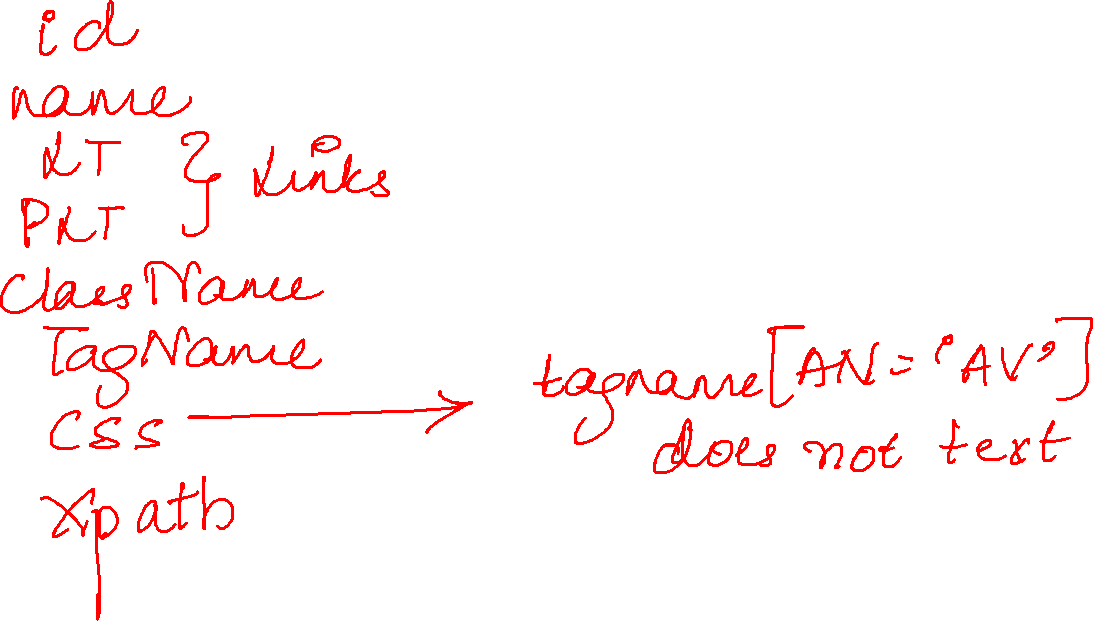 id
name
LT } Links
PLT
ClassName
TagName
CSS → tagname[AN='AV']
does not text
Xpath